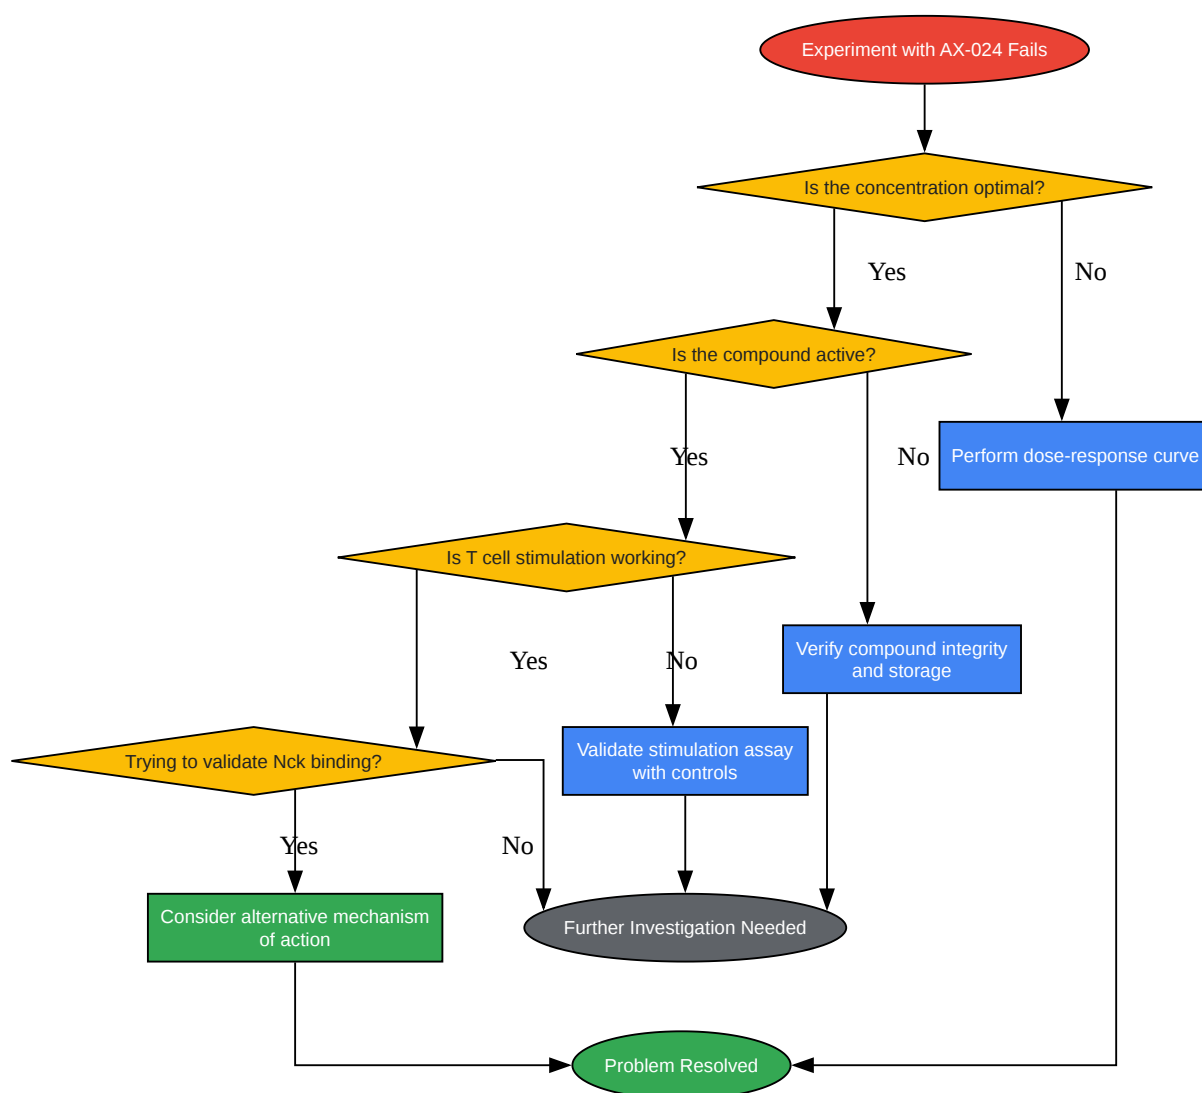 Experiment with AX-024 Fails
Is the concentration optimal?
Yes
No
Is the compound active?
Yes
No
Perform dose-response curve
Is T cell stimulation working?
Yes
No
Verify compound integrity
and storage
Trying to validate Nck binding?
Validate stimulation assay
with controls
Yes
No
Consider alternative mechanism
of action
Further Investigation Needed
Problem Resolved